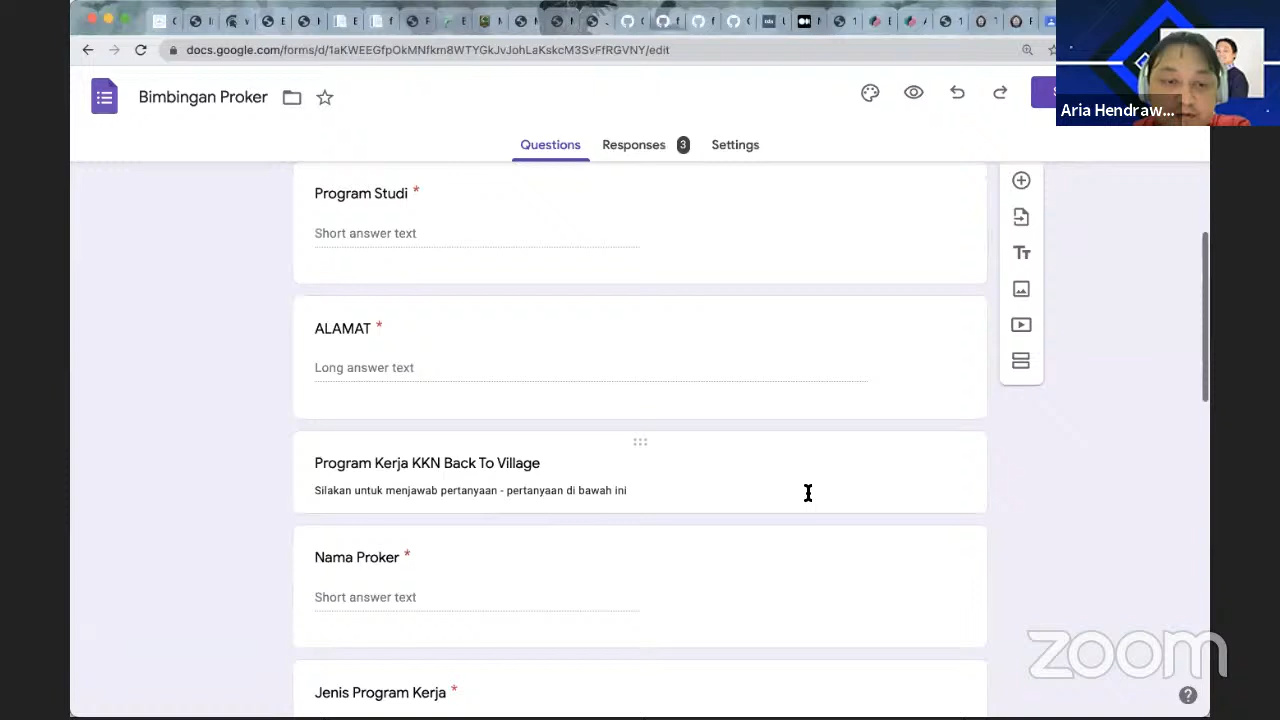 docs.google.com/forms/d/1aKWEEGfpOkMNfkm8WTYGkJvJohLaKskcM3SvFfRGVNY/edit
Bimbingan Proker
Aria Hendraw...
Questions
Responses 3
Settings
Program Studi *
Short answer text
ALAMAT *
Long answer text
Program Kerja KKN Back To Village
Silakan untuk menjawab pertanyaan - pertanyaan di bawah ini
Nama Proker *
Short answer text
Jenis Program Kerja *
zoom